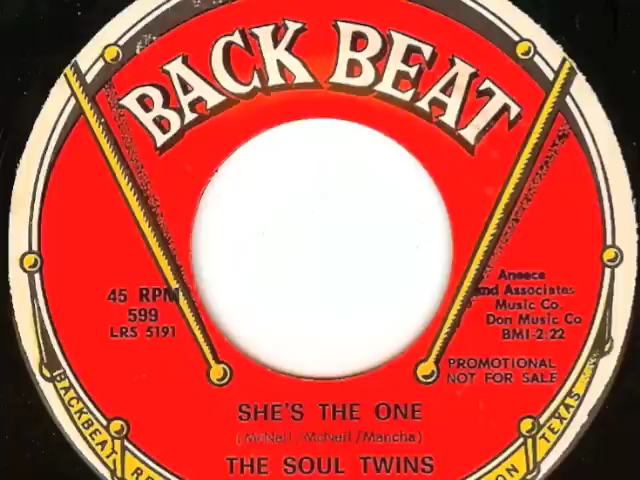 BACK BEAT
45 RPM
599
LRS 5191
Aneece
and Associates
Music Co.
Don Music Co
BMI-2:22
PROMOTIONAL
NOT FOR SALE
SHE'S THE ONE
(McNeil/McNeil/Mancha)
THE SOUL TWINS
BACKBEAT
TEXAS